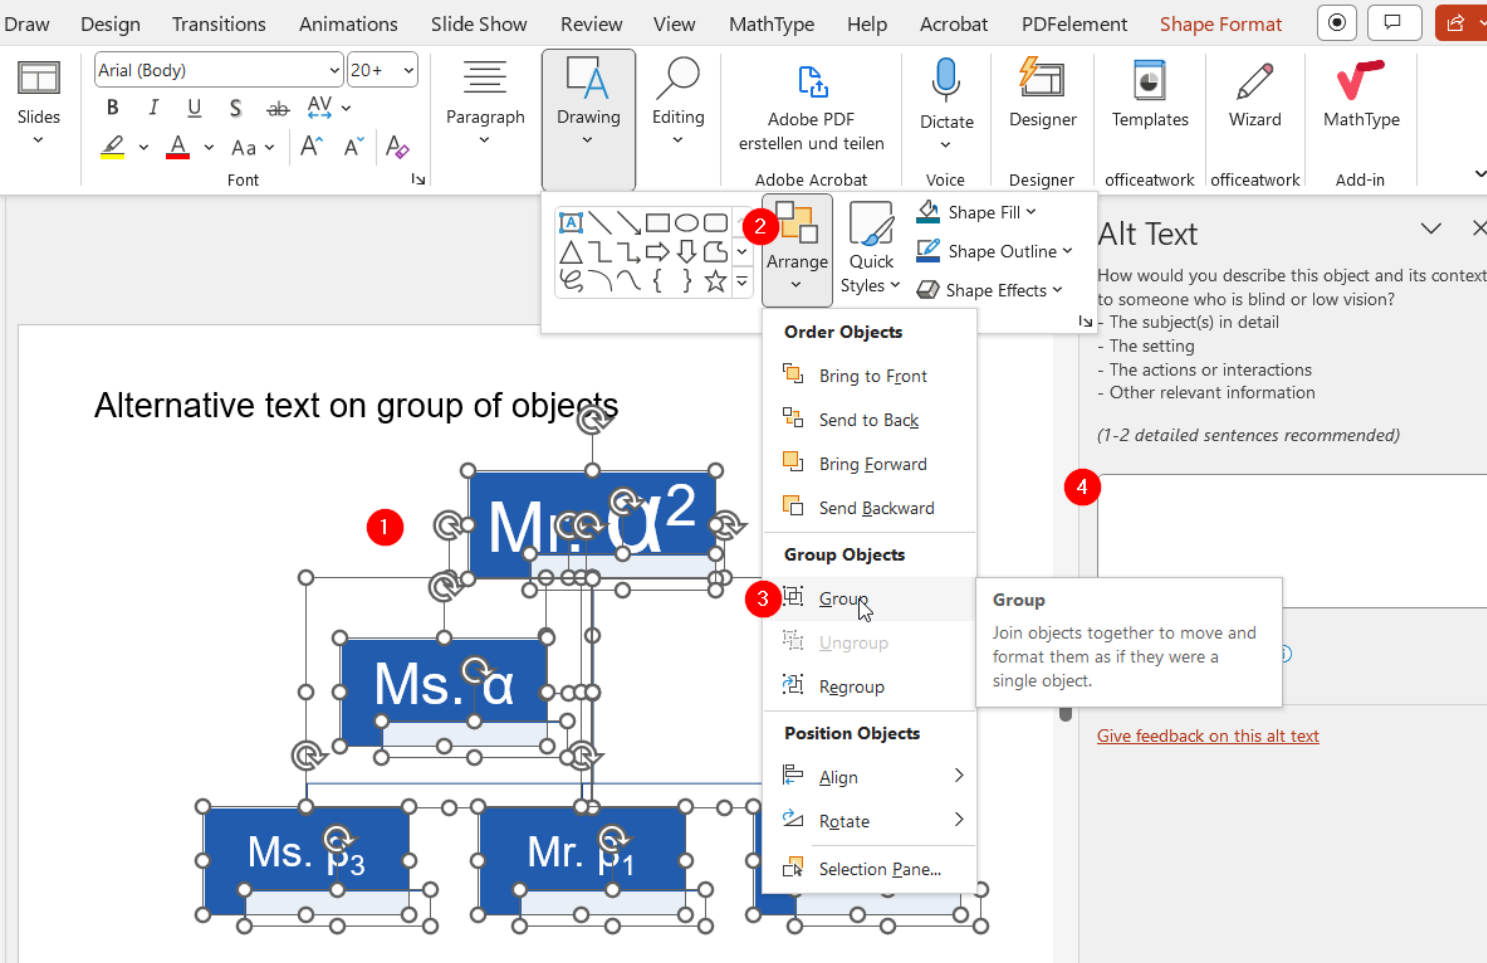 Draw Design Transitions Animations Slide Show Review View MathType Help Acrobat PDFelement Shape Format
Slides
Arial (Body) 20+
B I U S ab AV
A Aa A A A
Font
Paragraph
Drawing
Editing
Adobe PDF
erstellen und teilen
Adobe Acrobat
Dictate
Voice
Designer
Designer
Templates
officeatwork
Wizard
officeatwork
MathType
Add-in
A
2
Arrange
Quick
Styles
Shape Fill
Shape Outline
Shape Effects
Order Objects
Bring to Front
Send to Back
Bring Forward
Send Backward
Group Objects
3
Group
Ungroup
Regroup
Position Objects
Align
Rotate
Selection Pane...
Group
Join objects together to move and
format them as if they were a
single object.
Alt Text
How would you describe this object and its context
to someone who is blind or low vision?
- The subject(s) in detail
- The setting
- The actions or interactions
- Other relevant information
(1-2 detailed sentences recommended)
4
Give feedback on this alt text
Alternative text on group of objects
1
Mr. α²
Ms. α
Ms. β₃
Mr. β₁